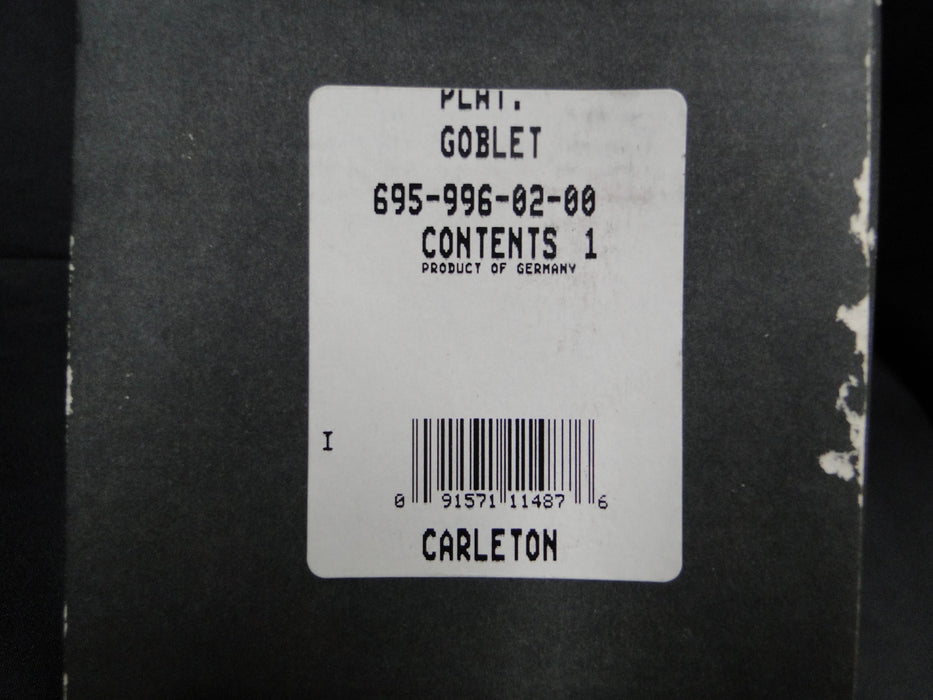 PLAT.
GOBLET
695-996-02-00
CONTENTS 1
PRODUCT OF GERMANY
I
0 91571 11487 6
CARLETON